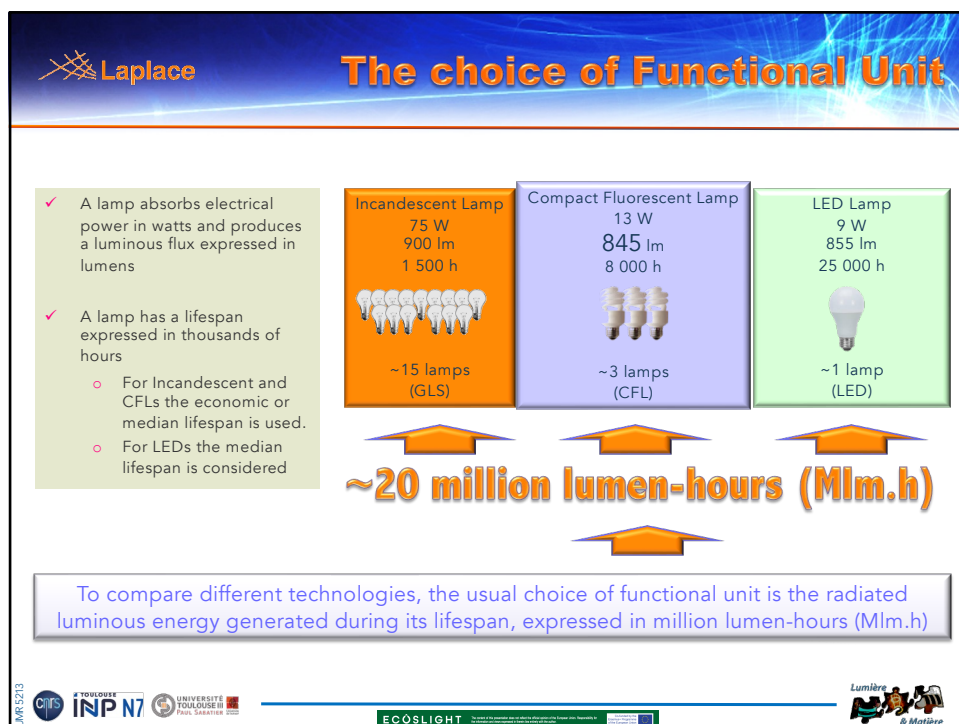 Laplace
The choice of Functional Unit
✓ A lamp absorbs electrical
power in watts and produces
a luminous flux expressed in
lumens
✓ A lamp has a lifespan
expressed in thousands of
hours
o For Incandescent and
CFLs the economic or
median lifespan is used.
o For LEDs the median
lifespan is considered
Incandescent Lamp
75 W
900 lm
1 500 h
~15 lamps
(GLS)
Compact Fluorescent Lamp
13 W
845 lm
8 000 h
~3 lamps
(CFL)
LED Lamp
9 W
855 lm
25 000 h
~1 lamp
(LED)
~20 million lumen-hours (Mlm.h)
To compare different technologies, the usual choice of functional unit is the radiated
luminous energy generated during its lifespan, expressed in million lumen-hours (Mlm.h)
UMR 5213
cnrs
TOULOUSE
INP N7
UNIVERSITÉ
TOULOUSE III
PAUL SABATIER
ECÓSLIGHT
Lumière
& Matière